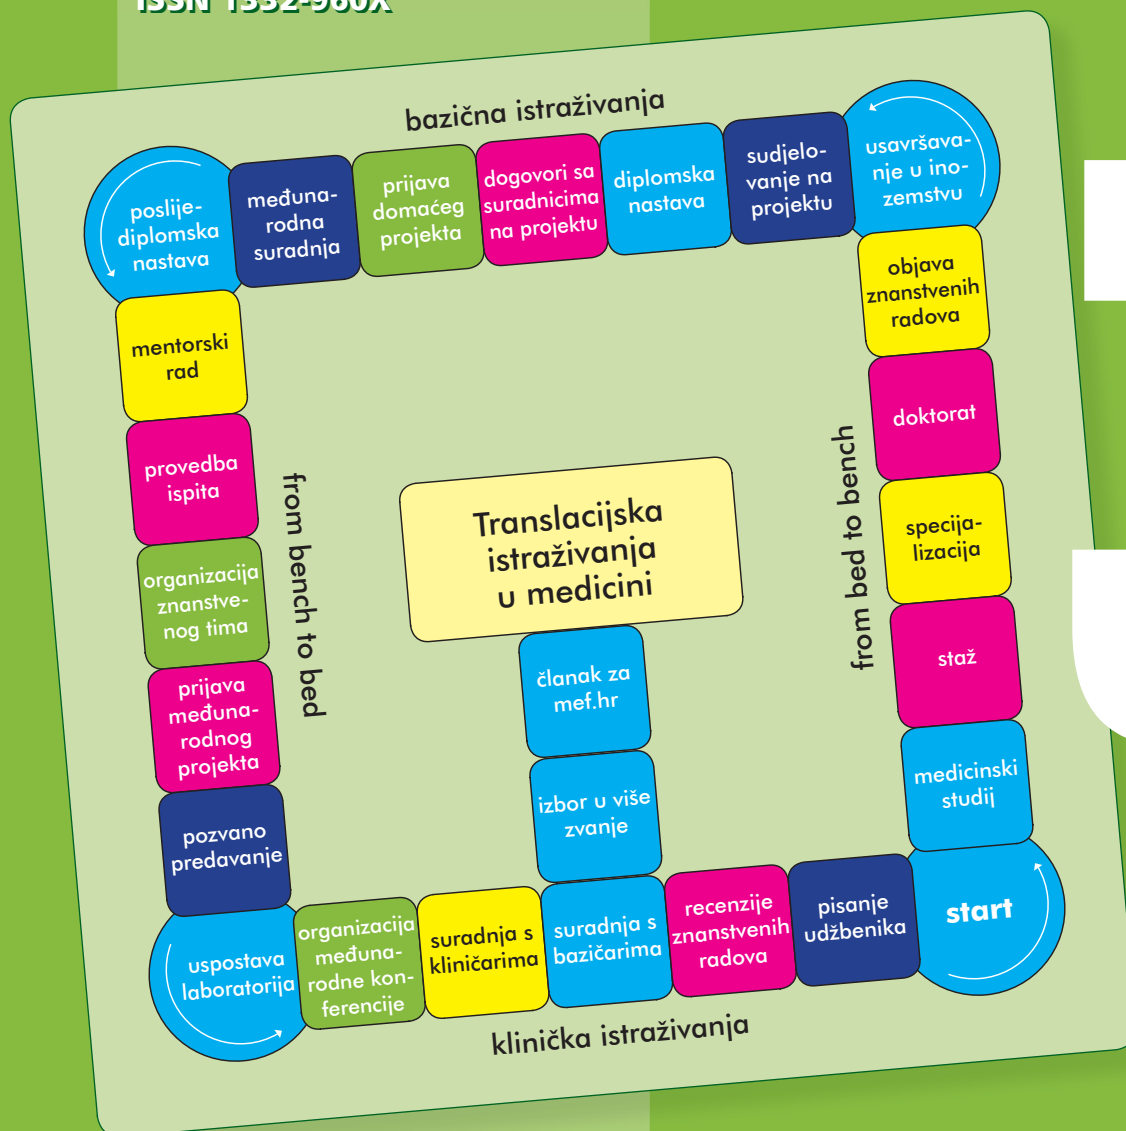 ISSN 1332-960X
bazična istraživanja
poslije-
diplomska
nastava
međuna-
rodna
suradnja
prijava
domaćeg
projekta
dogovori sa
suradnicima
na projektu
diplomska
nastava
sudjelo-
vanje na
projektu
usavršava-
nje u ino-
zemstvu
objava
znanstvenih
radova
doktorat
specija-
lizacija
staž
medicinski
studij
start
from bed to bench
mentorski
rad
provedba
ispita
organizacija
znanstve-
nog tima
prijava
međuna-
rodnog
projekta
pozvano
predavanje
uspostava
laboratorija
from bench to bed
Translacijska
istraživanja
u medicini
članak za
mef.hr
izbor u više
zvanje
organizacija
međuna-
rodne kon-
ferencije
suradnja s
kliničarima
suradnja s
bazičarima
recenzije
znanstvenih
radova
pisanje
udžbenika
klinička istraživanja